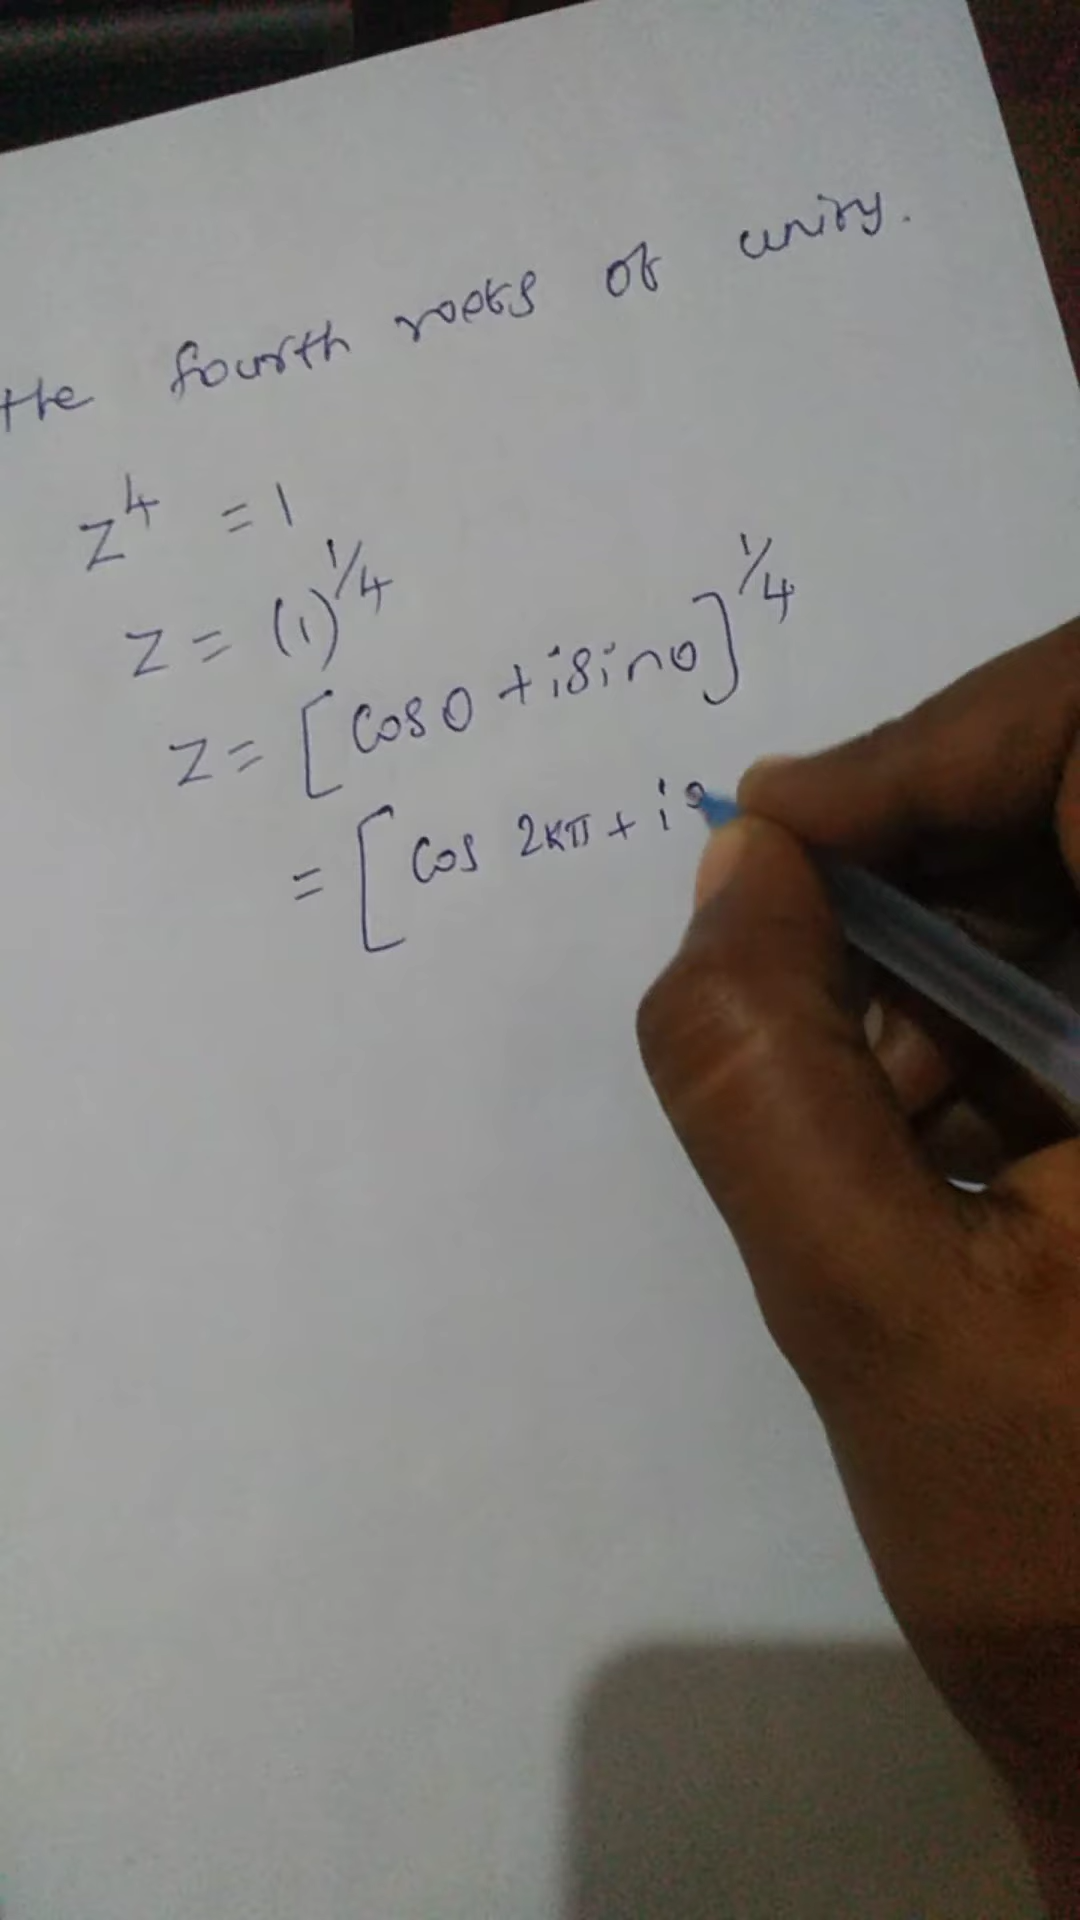 the fourth roots of unity.
z⁴ = 1
z = (1)^1/4
z = [cos 0 + i sin 0]^1/4
= [cos 2kπ + i